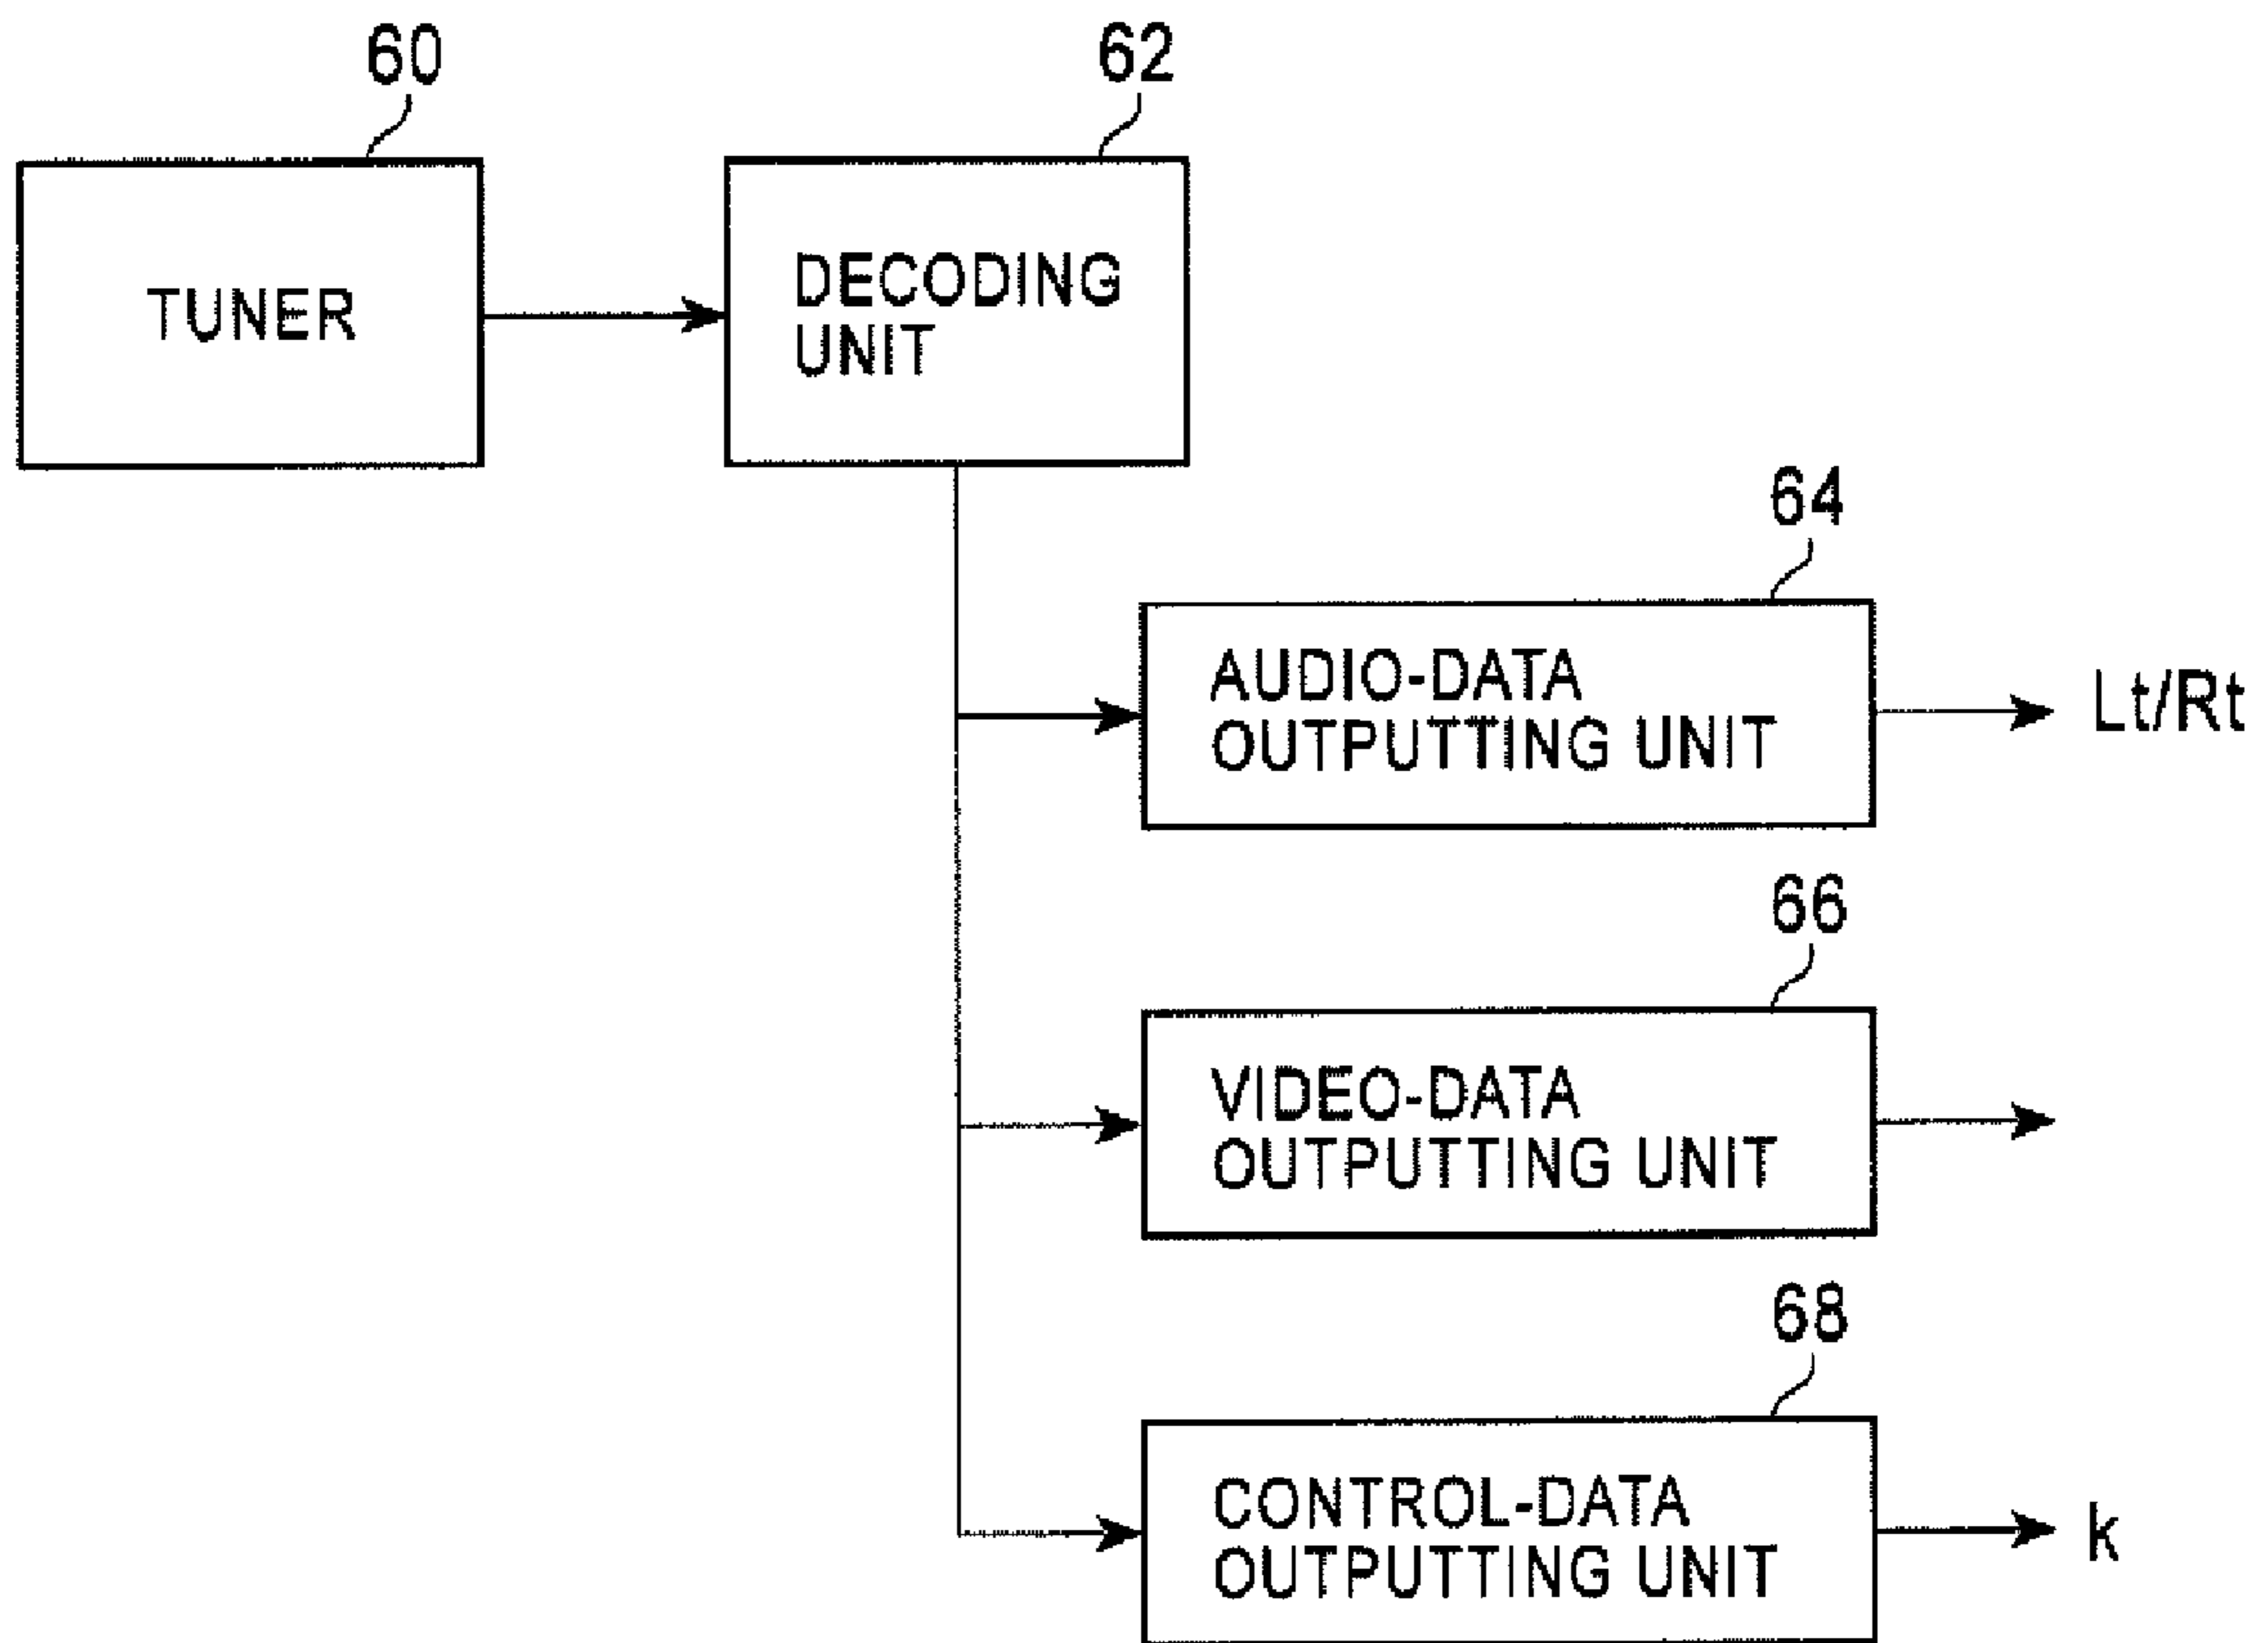 60
TUNER
62
DECODING
UNIT
64
AUDIO-DATA
OUTPUTTING UNIT
Lt/Rt
66
VIDEO-DATA
OUTPUTTING UNIT
68
CONTROL-DATA
OUTPUTTING UNIT
k